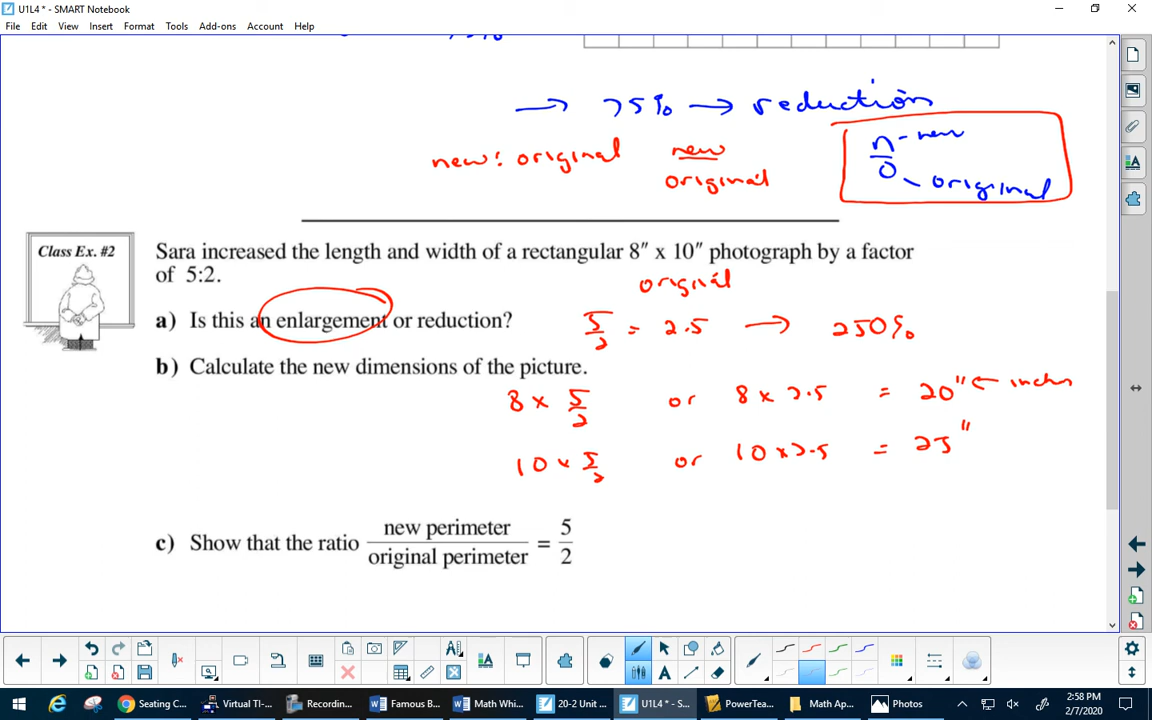 U1L4 * - SMART Notebook
File Edit View Insert Format Tools Add-ons Account Help
75%
→ 75% → reduction
new : original new/original n/o - new - original
Class Ex. #2
Sara increased the length and width of a rectangular 8″ x 10″ photograph by a factor
of 5:2.
original
a) Is this an enlargement or reduction? 5/2 = 2.5 → 250%
b) Calculate the new dimensions of the picture.
8 x 5/2 or 8 x 2.5 = 20" ← inches
10 x 5/2 or 10 x 2.5 = 25"
c) Show that the ratio new perimeter/original perimeter = 5/2
Seating C... Virtual TI-... Recordin... Famous B... Math Whi... 20-2 Unit ... U1L4 * - S... PowerTea... Math Ap... Photos
2:58 PM
2/7/2020